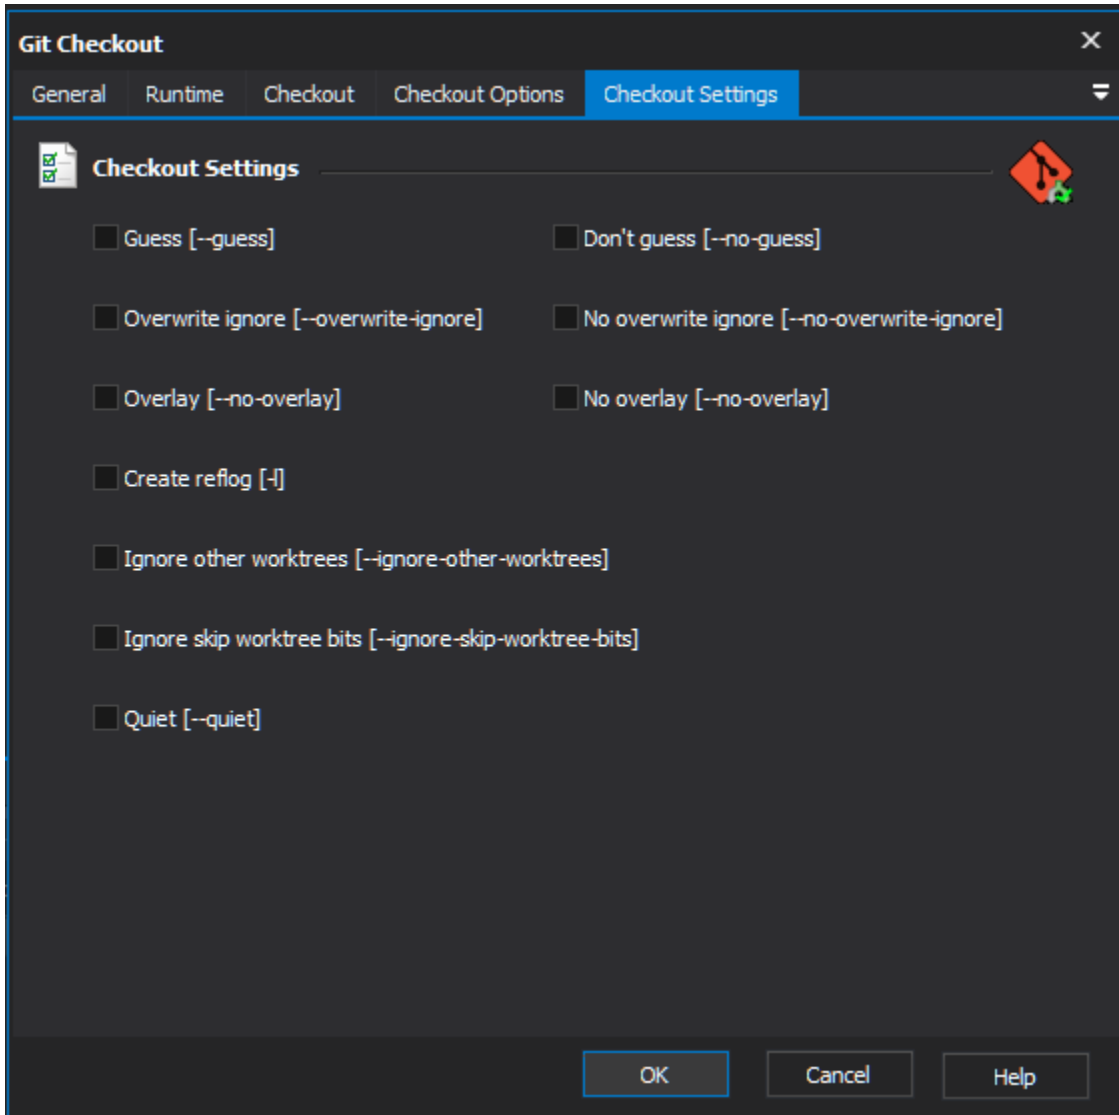 Git Checkout
General Runtime Checkout Checkout Options Checkout Settings
Checkout Settings
Guess [--guess] Don't guess [--no-guess]
Overwrite ignore [--overwrite-ignore] No overwrite ignore [--no-overwrite-ignore]
Overlay [--no-overlay] No overlay [--no-overlay]
Create reflog [-l]
Ignore other worktrees [--ignore-other-worktrees]
Ignore skip worktree bits [--ignore-skip-worktree-bits]
Quiet [--quiet]
OK Cancel Help